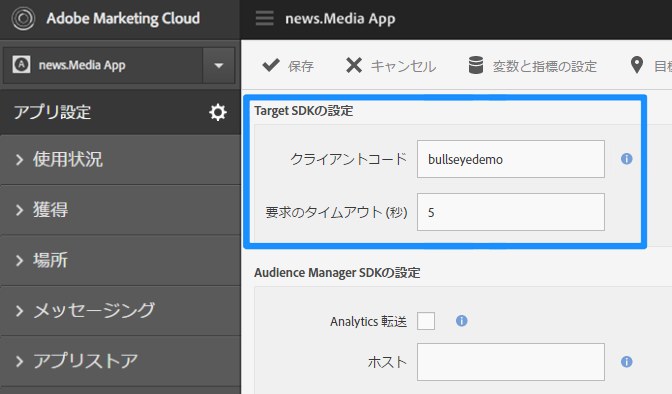 Adobe Marketing Cloud
news.Media App
news.Media App
保存
キャンセル
変数と指標の設定
目標
アプリ設定
使用状況
獲得
場所
メッセージング
アプリストア
Target SDKの設定
クライアントコード bullseyedemo
要求のタイムアウト (秒) 5
Audience Manager SDKの設定
Analytics 転送
ホスト